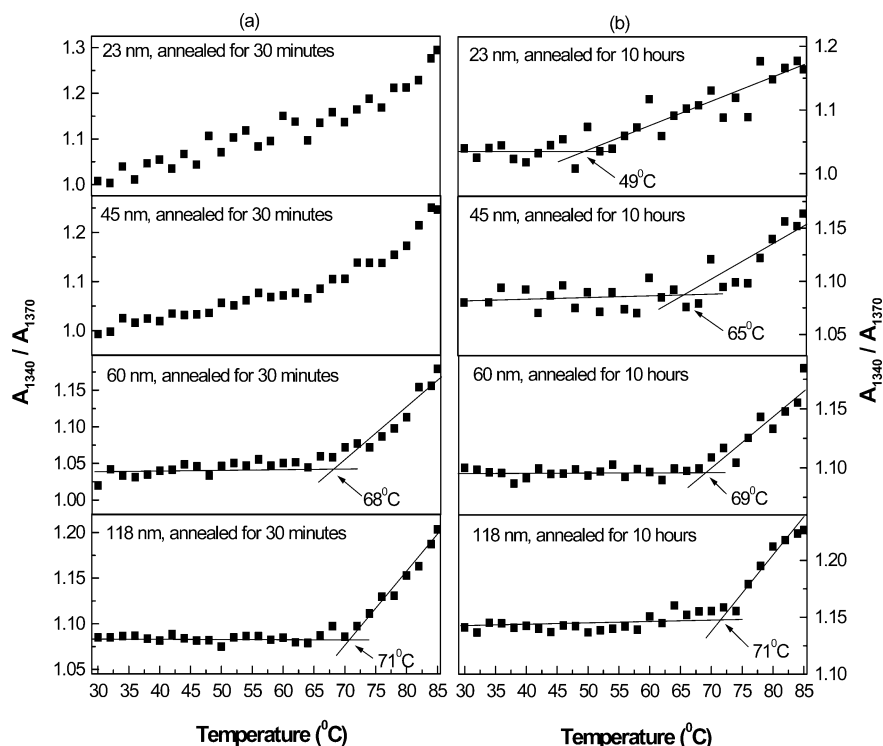 (a)
(b)
23 nm, annealed for 30 minutes
1.3
1.2
1.1
1.0
45 nm, annealed for 30 minutes
1.2
1.1
1.0
60 nm, annealed for 30 minutes
1.15
1.10
1.05
1.00
68⁰C
118 nm, annealed for 30 minutes
1.20
1.15
1.10
1.05
71⁰C
30 35 40 45 50 55 60 65 70 75 80 85
Temperature (⁰C)
A₁₃₄₀ / A₁₃₇₀
23 nm, annealed for 10 hours
1.2
1.1
1.0
49⁰C
45 nm, annealed for 10 hours
1.15
1.10
1.05
65⁰C
60 nm, annealed for 10 hours
1.15
1.10
69⁰C
118 nm, annealed for 10 hours
1.20
1.15
1.10
71⁰C
30 35 40 45 50 55 60 65 70 75 80 85
Temperature (⁰C)
A₁₃₄₀ / A₁₃₇₀